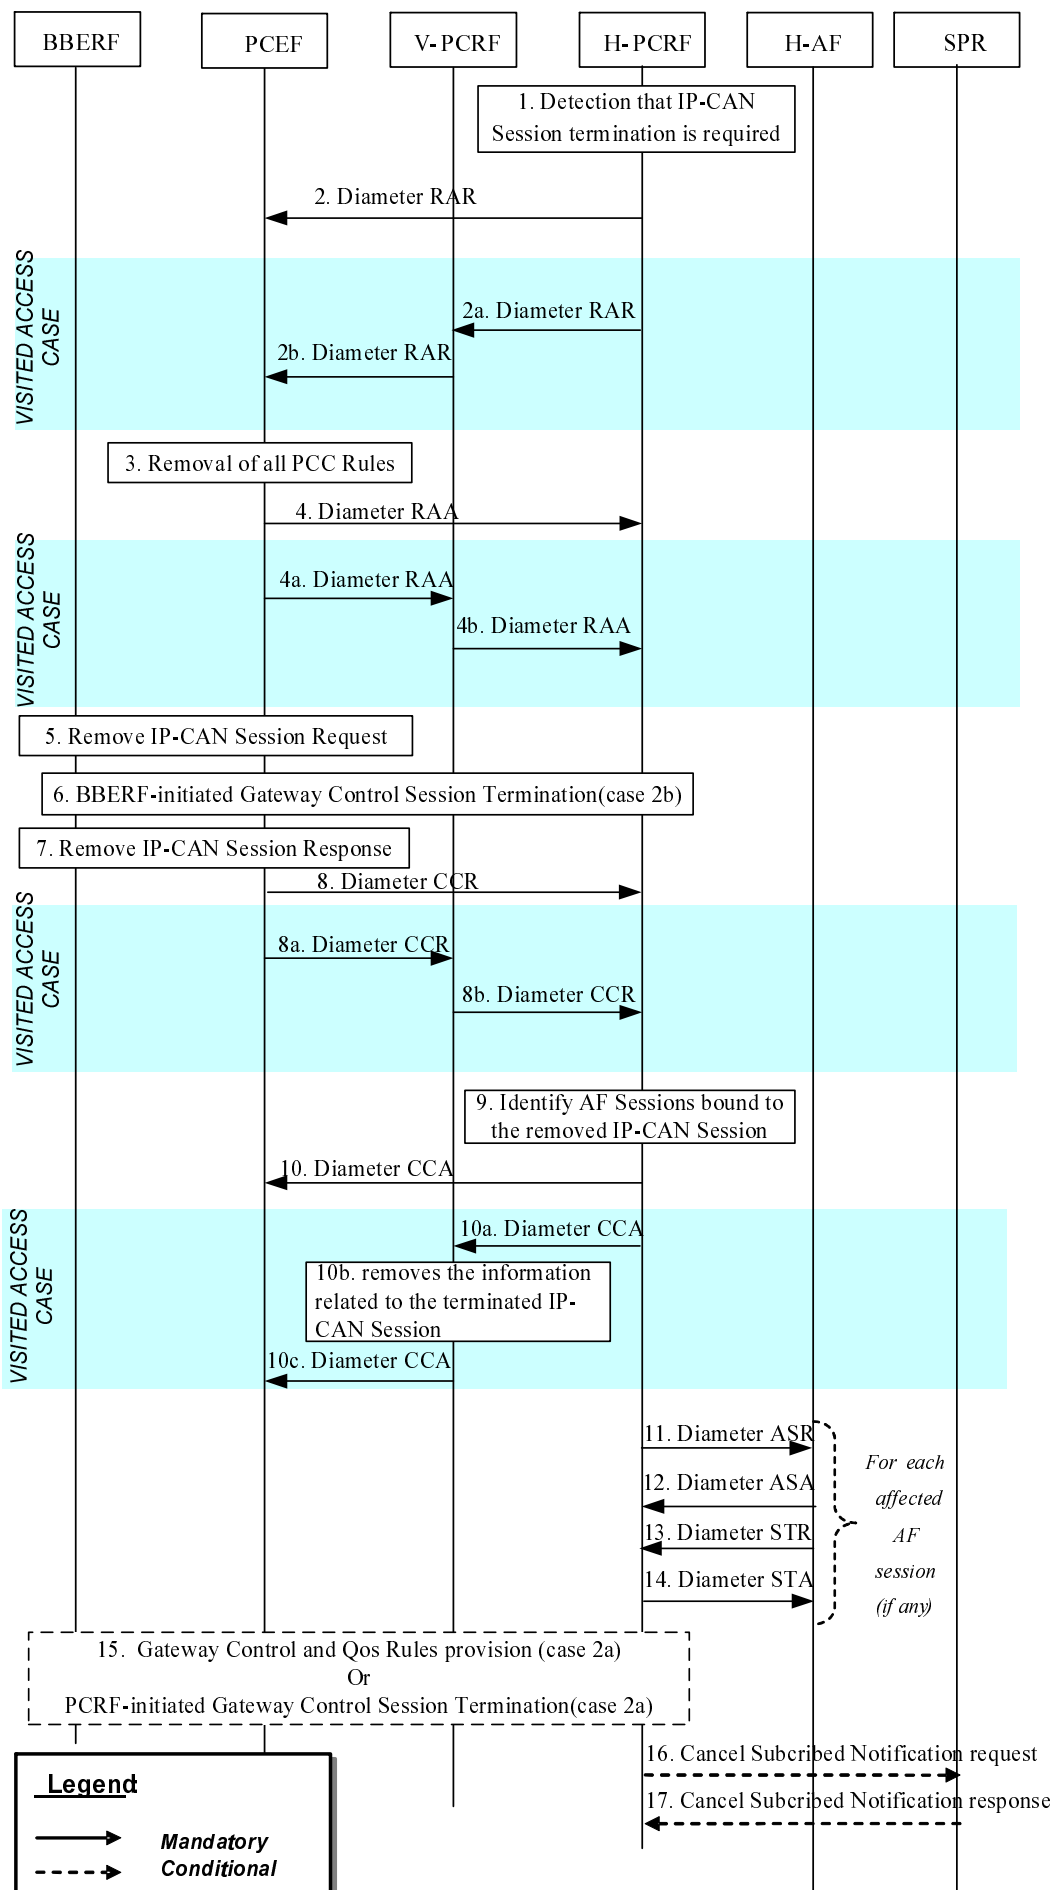 BBERF
PCEF
V-PCRF
H-PCRF
H-AF
SPR
1. Detection that IP-CAN
Session termination is required
2. Diameter RAR
VISITED ACCESS
CASE
2a. Diameter RAR
2b. Diameter RAR
3. Removal of all PCC Rules
4. Diameter RAA
VISITED ACCESS
CASE
4a. Diameter RAA
4b. Diameter RAA
5. Remove IP-CAN Session Request
6. BBERF-initiated Gateway Control Session Termination(case 2b)
7. Remove IP-CAN Session Response
8. Diameter CCR
VISITED ACCESS
CASE
8a. Diameter CCR
8b. Diameter CCR
9. Identify AF Sessions bound to
the removed IP-CAN Session
10. Diameter CCA
VISITED ACCESS
CASE
10a. Diameter CCA
10b. removes the information
related to the terminated IP-
CAN Session
10c. Diameter CCA
11. Diameter ASR
12. Diameter ASA
13. Diameter STR
14. Diameter STA
For each
affected
AF
session
(if any)
15. Gateway Control and Qos Rules provision (case 2a)
Or
PCRF-initiated Gateway Control Session Termination(case 2a)
16. Cancel Subcribed Notification request
17. Cancel Subcribed Notification response
Legend:
Mandatory
Conditional